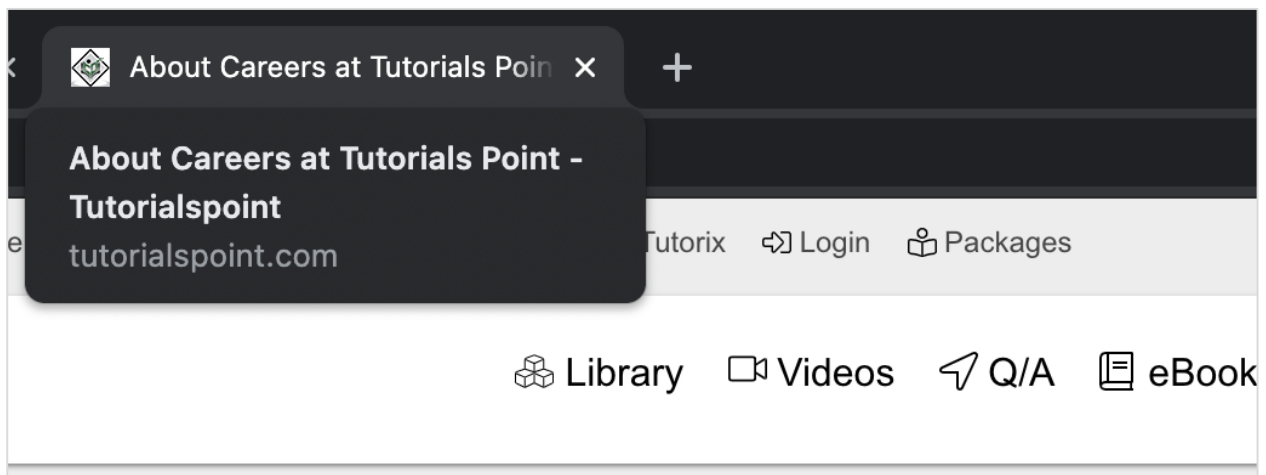 About Careers at Tutorials Poin
About Careers at Tutorials Point -
Tutorialspoint
tutorialspoint.com
e Tutorix Login Packages
Library Videos Q/A eBook